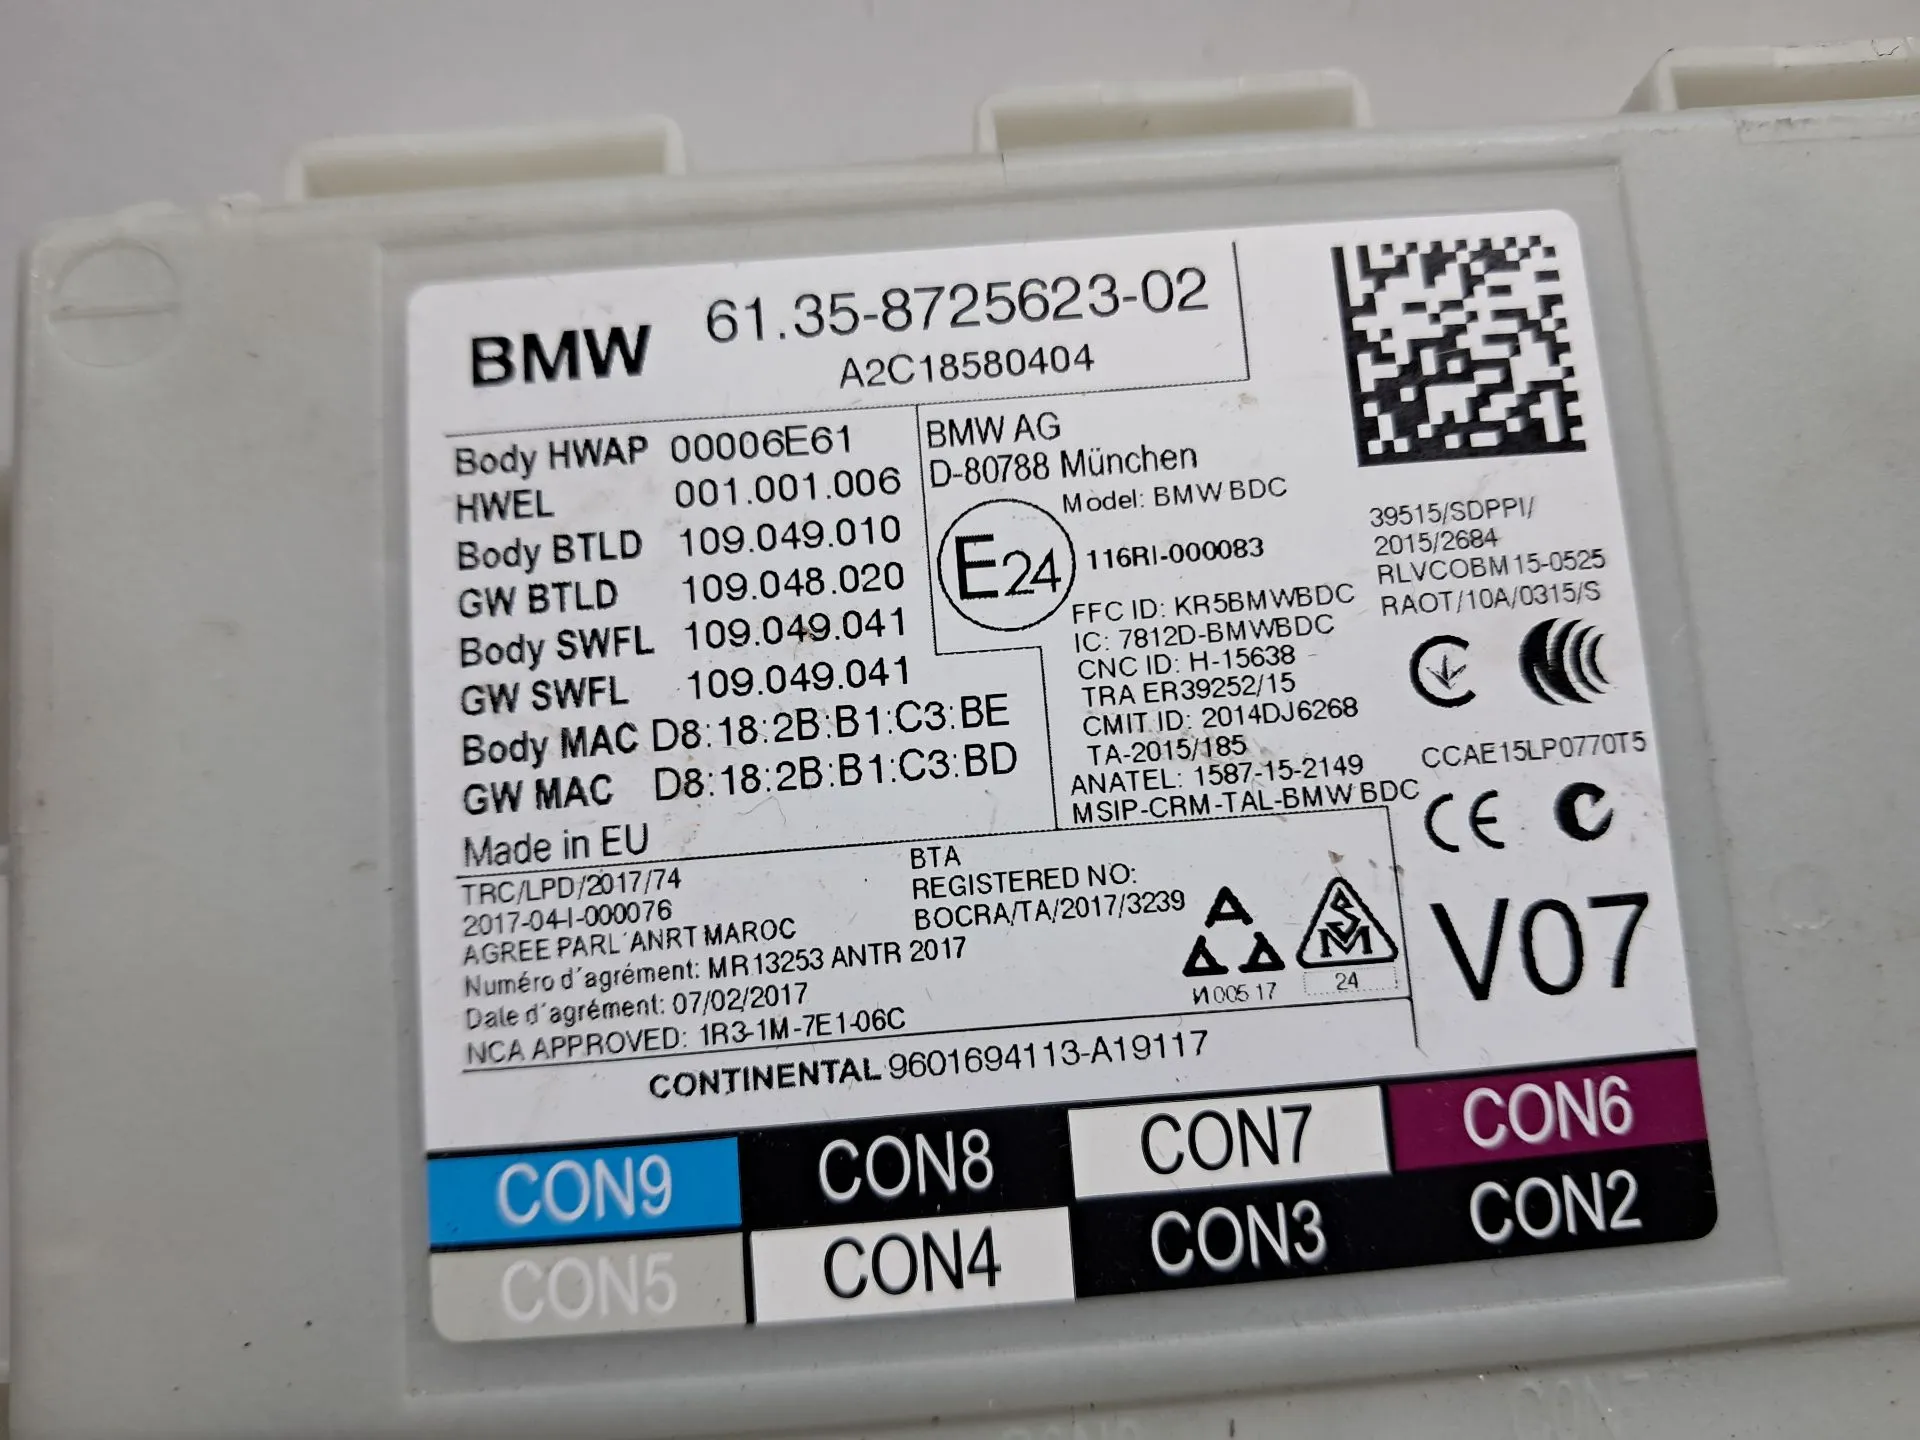 BMW 61.35-8725623-02
A2C18580404
Body HWAP 00006E61
HWEL 001.001.006
Body BTLD 109.049.010
GW BTLD 109.048.020
Body SWFL 109.049.041
GW SWFL 109.049.041
Body MAC D8:18:2B:B1:C3:BE
GW MAC D8:18:2B:B1:C3:BD
Made in EU
BMW AG
D-80788 München
Model: BMW BDC
E24 116RI-000083
FFC ID: KR5BMWBDC
IC: 7812D-BMWBDC
CNC ID: H-15638
TRA ER39252/15
CMIT ID: 2014DJ6268
TA-2015/185
ANATEL: 1587-15-2149
MSIP-CRM-TAL-BMW BDC
39515/SDPPI/
2015/2684
RLVCOBM15-0525
RAOT/10A/0315/S
CCAE15LP0770T5
CE
V07
TRC/LPD/2017/74
2017-04-I-000076
AGREE PARL´ANRT MAROC
Numéro d´agrément: MR 13253 ANTR 2017
Date d´agrément: 07/02/2017
NCA APPROVED: 1R3-1M-7E1-06C
BTA
REGISTERED NO:
BOCRA/TA/2017/3239
И005 17
SM
24
CONTINENTAL 9601694113-A19117
CON9 CON8 CON7 CON6
CON5 CON4 CON3 CON2